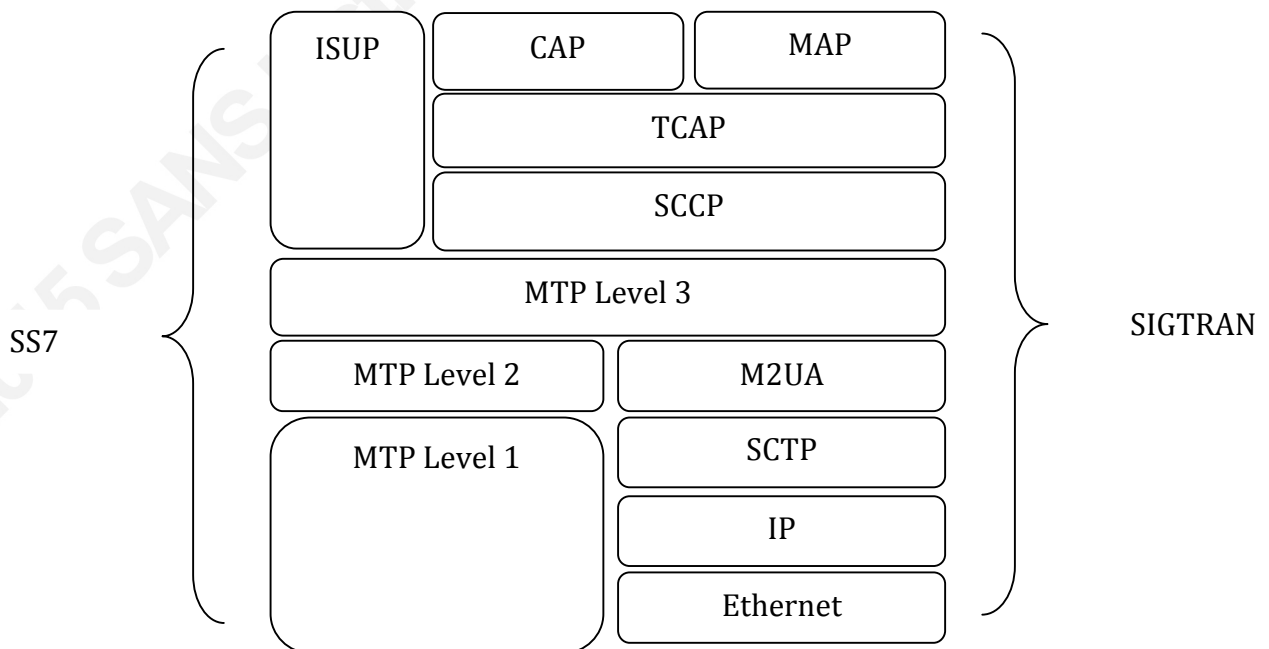 ISUP CAP MAP
TCAP
SCCP
MTP Level 3
SS7
SIGTRAN
MTP Level 2 M2UA
MTP Level 1 SCTP
IP
Ethernet
SANS